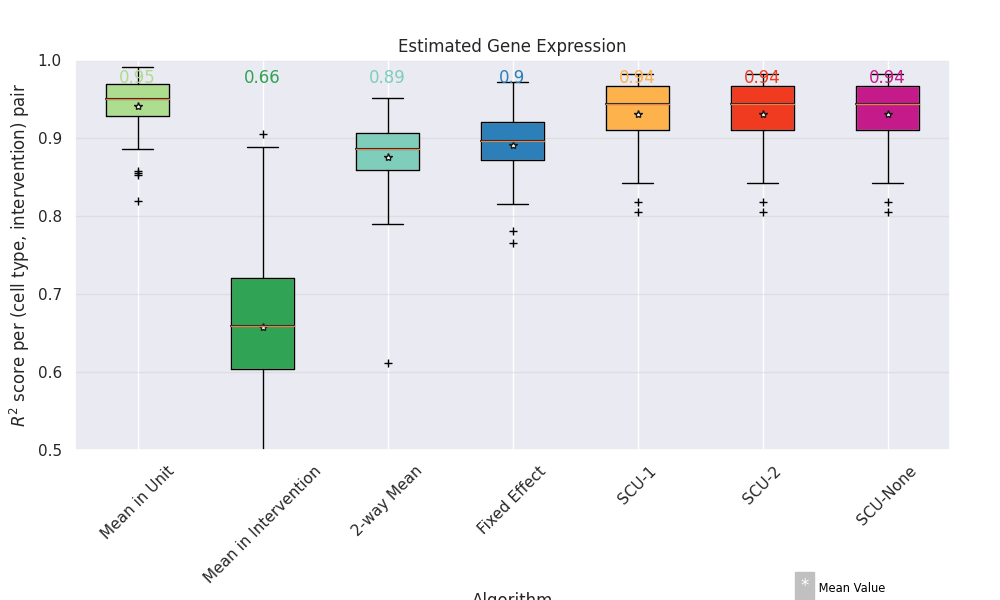 Estimated Gene Expression
R² score per (cell type, intervention) pair
1.0
0.9
0.8
0.7
0.6
0.5
0.95
0.66
0.89
0.9
0.94
0.94
0.94
Mean in Unit
Mean in Intervention
2-way Mean
Fixed Effect
SCU-1
SCU-2
SCU-None
Algorithm
* Mean Value